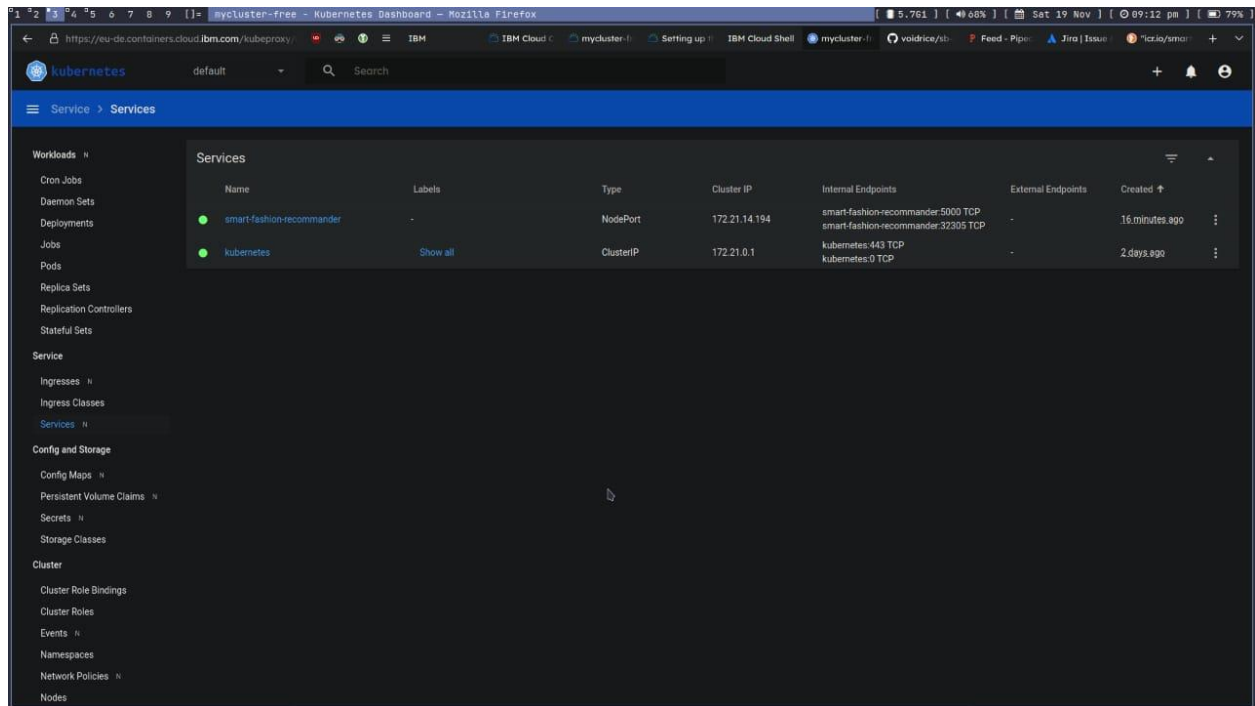 1 2 3 4 5 6 7 8 9 []= mycluster-free - Kubernetes Dashboard — Mozilla Firefox [ 5.76i ] [ 68% ] [ Sat 19 Nov ] [ 09:12 pm ] [ 79% ]
https://eu-de.containers.cloud.ibm.com/kubeproxy/ IBM IBM Cloud mycluster-f Setting up IBM Cloud Shell mycluster-f voidrice/sb- Feed - Piped Jira | Issue "icr.io/smar
kubernetes default Search
Service > Services
Workloads N
Cron Jobs
Daemon Sets
Deployments
Jobs
Pods
Replica Sets
Replication Controllers
Stateful Sets
Service
Ingresses N
Ingress Classes
Services N
Config and Storage
Config Maps N
Persistent Volume Claims N
Secrets N
Storage Classes
Cluster
Cluster Role Bindings
Cluster Roles
Events N
Namespaces
Network Policies N
Nodes
Services
Name Labels Type Cluster IP Internal Endpoints External Endpoints Created
smart-fashion-recommander - NodePort 172.21.14.194 smart-fashion-recommander:5000 TCP - 16 minutes ago
smart-fashion-recommander:32305 TCP
kubernetes Show all ClusterIP 172.21.0.1 kubernetes:443 TCP - 2 days ago
kubernetes:0 TCP